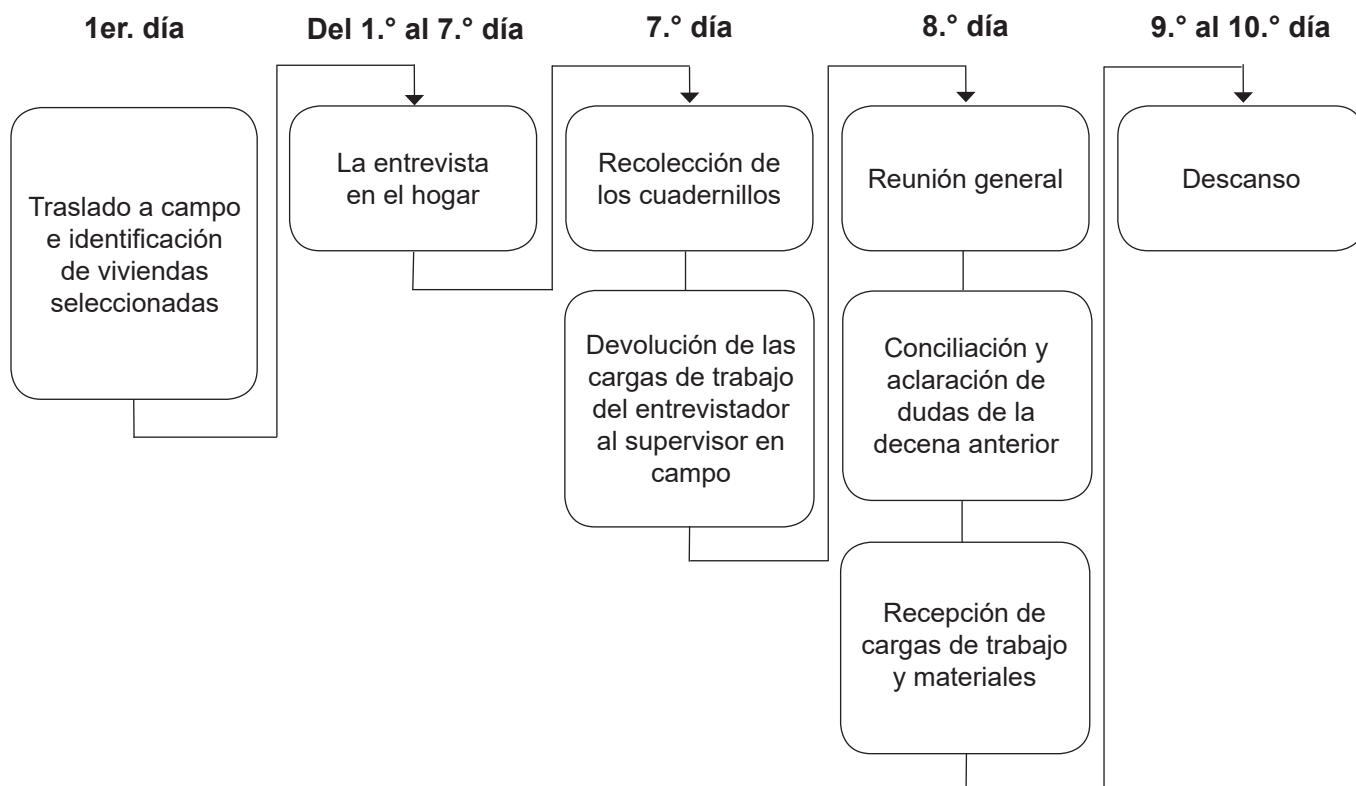 1er. día
Del 1.° al 7.° día
7.° día
8.° día
9.° al 10.° día
Traslado a campo
e identificación
de viviendas
seleccionadas
La entrevista
en el hogar
Recolección de
los cuadernillos
Devolución de las
cargas de trabajo
del entrevistador
al supervisor en
campo
Reunión general
Conciliación y
aclaración de
dudas de la
decena anterior
Recepción de
cargas de trabajo
y materiales
Descanso